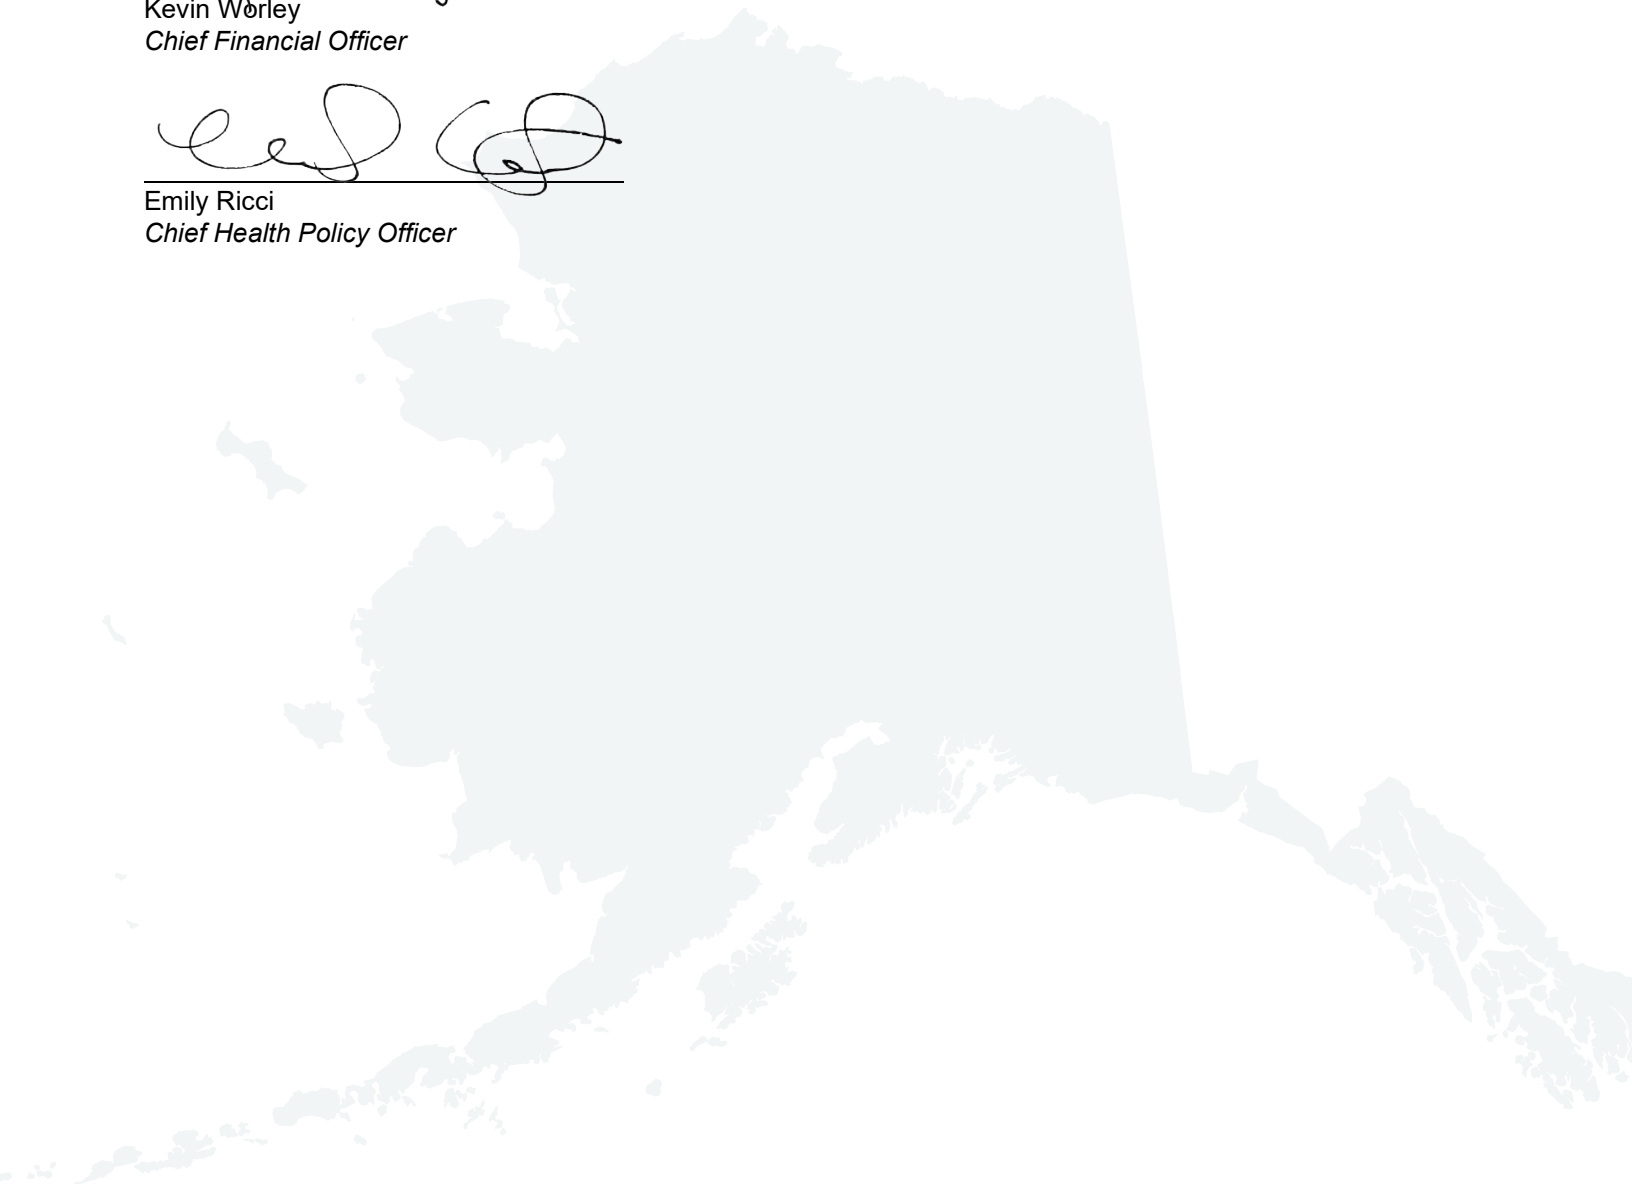 Kevin Worley
Chief Financial Officer
Emily Ricci
Chief Health Policy Officer